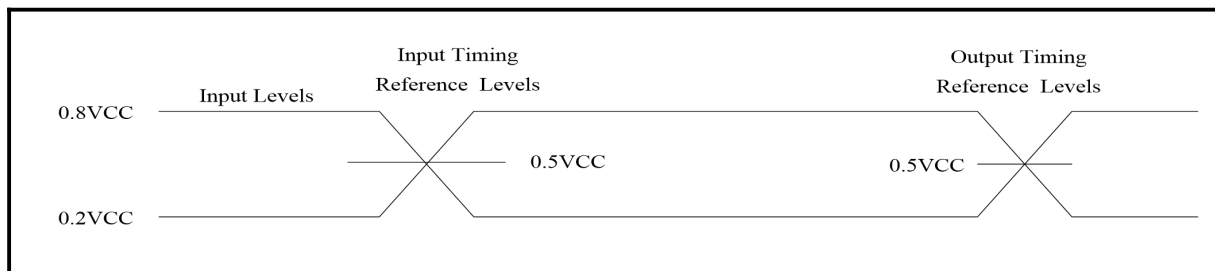 Input Timing
Reference Levels
Output Timing
Reference Levels
Input Levels
0.8VCC
0.5VCC
0.5VCC
0.2VCC